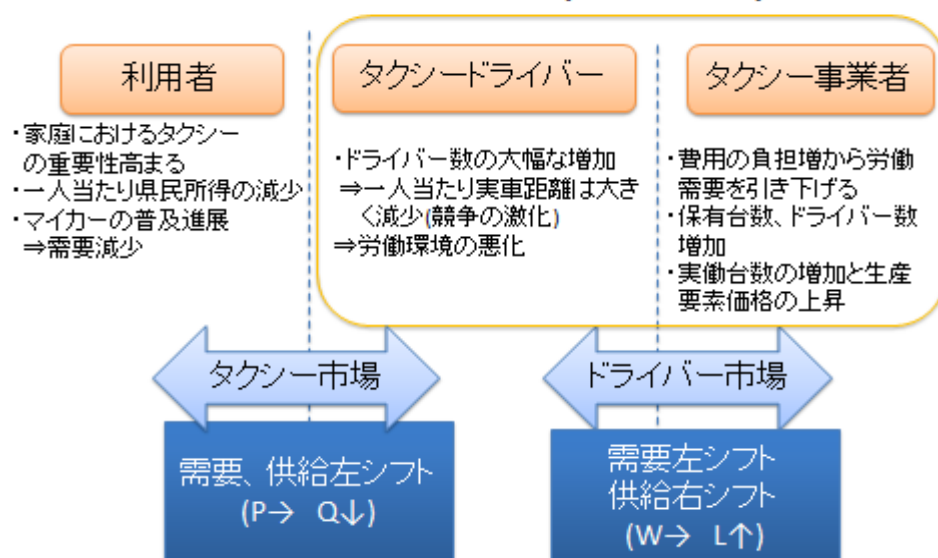 利用者
・家庭におけるタクシー
の重要性高まる
・一人当たり県民所得の減少
・マイカーの普及進展
⇒需要減少
タクシードライバー
・ドライバー数の大幅な増加
⇒一人当たり実車距離は大き
く減少(競争の激化)
⇒労働環境の悪化
タクシー事業者
・費用の負担増から労働
需要を引き下げる
・保有台数、ドライバー数
増加
・実働台数の増加と生産
要素価格の上昇
タクシー市場
ドライバー市場
需要、供給左シフト
(P→ Q↓)
需要左シフト
供給右シフト
(W→ L↑)